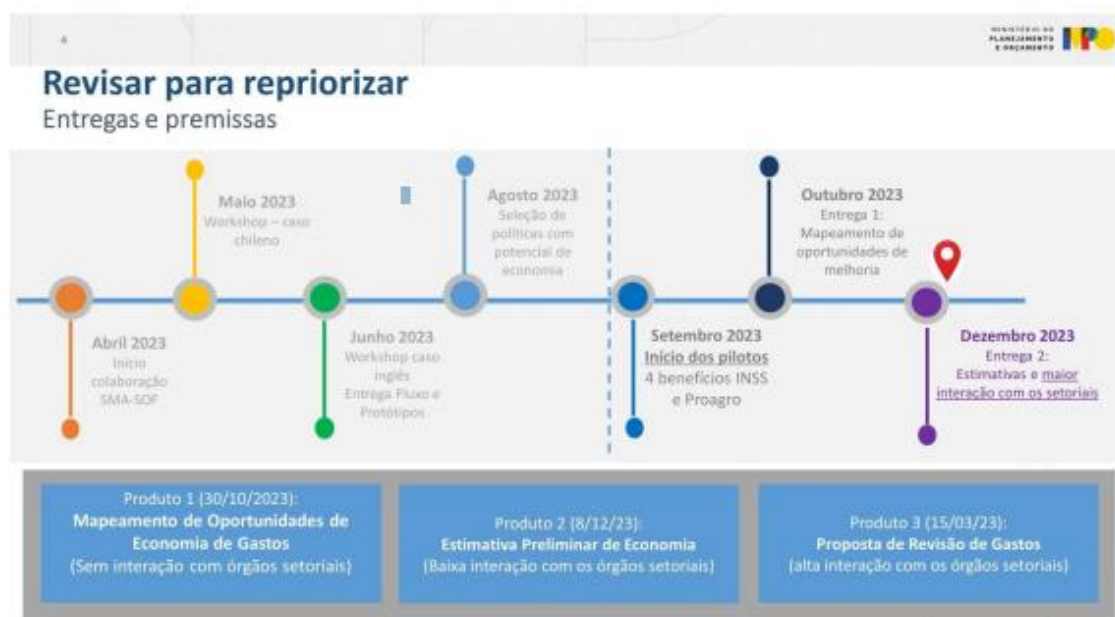 4
MINISTÉRIO DO
PLANEJAMENTO
E ORÇAMENTO
MPO
Revisar para repriorizar
Entregas e premissas
Maio 2023
Workshop – caso
chileno
Agosto 2023
Seleção de
políticas com
potencial de
economia
Outubro 2023
Entrega 1:
Mapeamento de
oportunidades de
melhoria
Abril 2023
Início
colaboração
SMA-SOF
Junho 2023
Workshop caso
inglês
Entrega Fluxo e
Protótipos
Setembro 2023
Início dos pilotos
4 benefícios INSS
e Proagro
Dezembro 2023
Entrega 2:
Estimativas e maior
interação com os setoriais
Produto 1 (30/10/2023):
Mapeamento de Oportunidades de
Economia de Gastos
(Sem interação com órgãos setoriais)
Produto 2 (8/12/23):
Estimativa Preliminar de Economia
(Baixa interação com os órgãos setoriais)
Produto 3 (15/03/23):
Proposta de Revisão de Gastos
(alta interação com os órgãos setoriais)